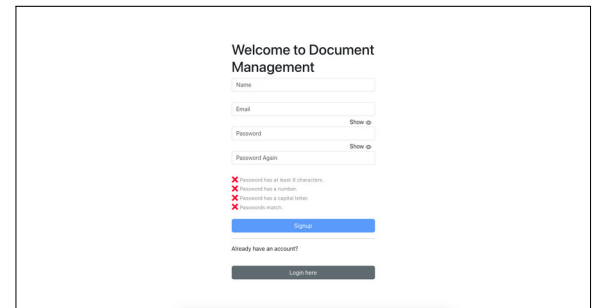 Welcome to Document
Management
Name
Email
Show
Password
Show
Password Again
Password has at least 8 characters.
Password has a number.
Password has a capital letter.
Passwords match.
Signup
Already have an account?
Login here